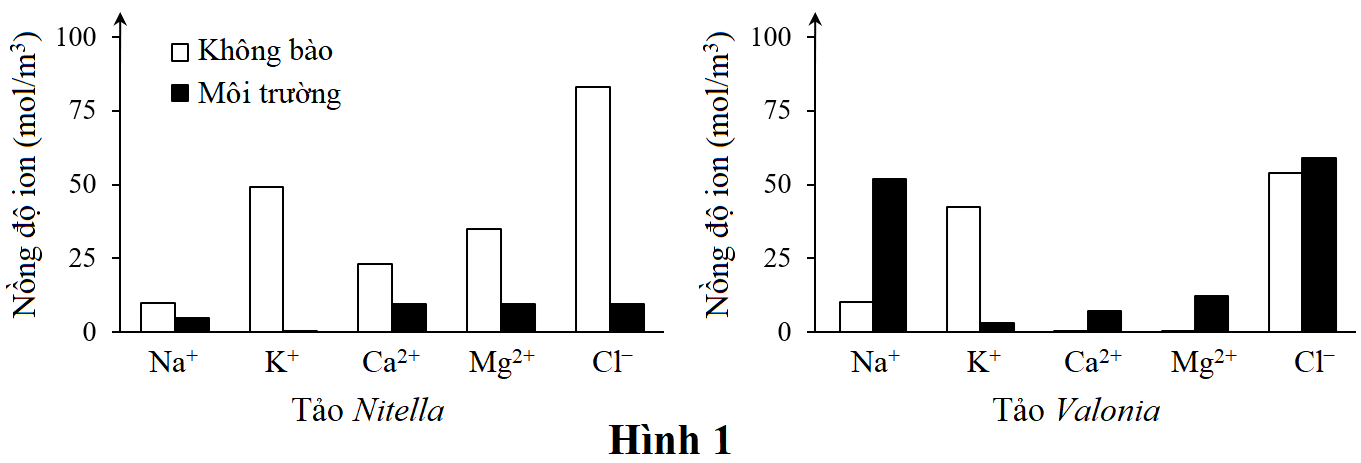 Nồng độ ion (mol/m³)
100
75
50
25
0
Không bào
Môi trường
Na⁺
K⁺
Ca²⁺
Mg²⁺
Cl⁻
Tảo Nitella
Nồng độ ion (mol/m³)
100
75
50
25
0
Na⁺
K⁺
Ca²⁺
Mg²⁺
Cl⁻
Tảo Valonia
Hình 1